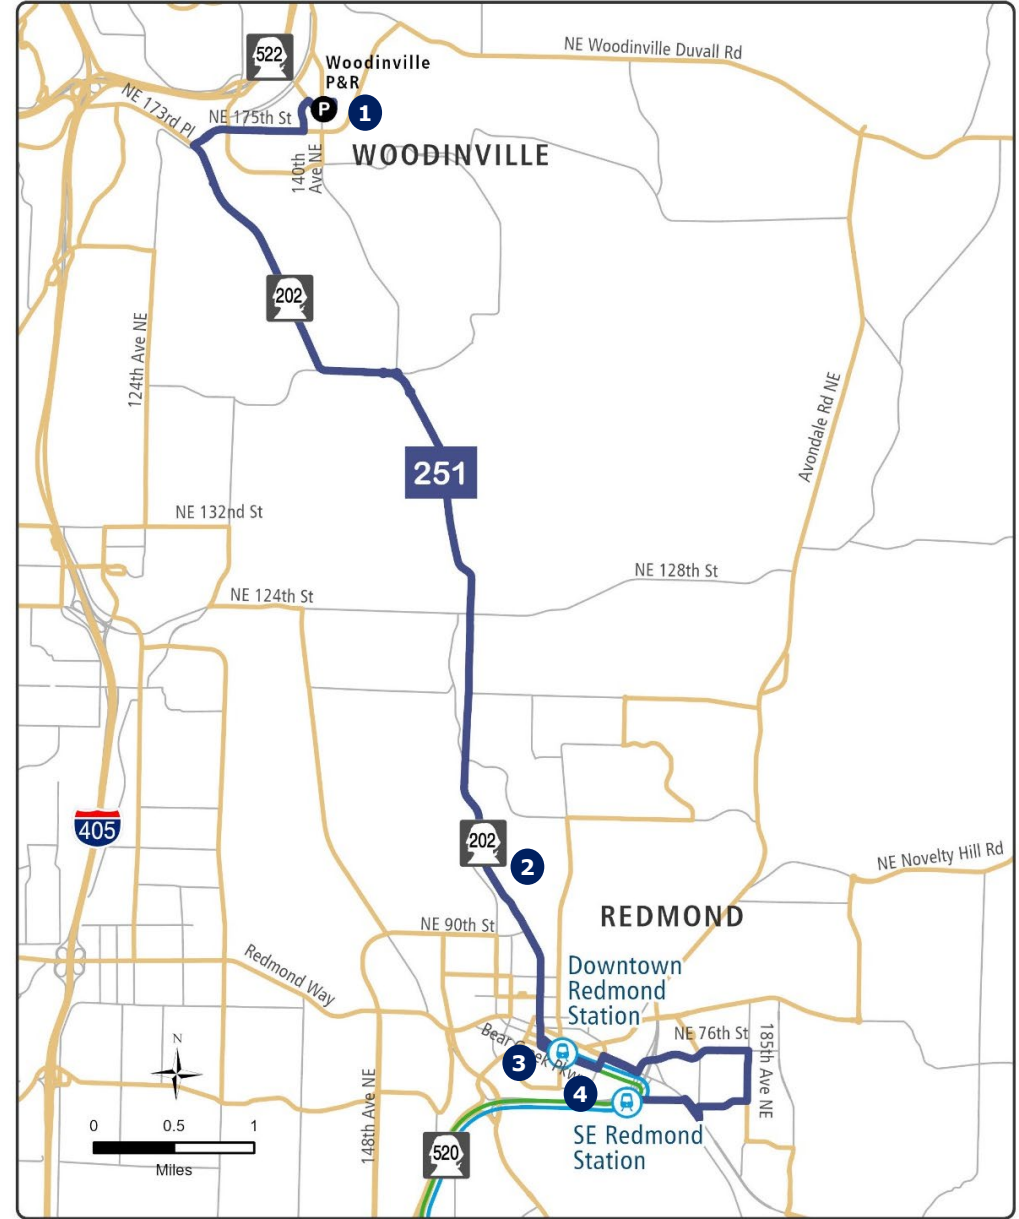 522
Woodinville
P&R
P
1
NE Woodinville Duvall Rd
NE 173rd Pl
NE 175th St
140th
Ave NE
WOODINVILLE
202
124th Ave NE
Avondale Rd NE
251
NE 132nd St
NE 128th St
NE 124th St
405
202
2
NE Novelty Hill Rd
REDMOND
NE 90th St
Redmond Way
Downtown
Redmond
Station
Bear Creek Pkwy
NE 76th St
185th Ave NE
3
4
N
148th Ave NE
0 0.5 1
Miles
520
SE Redmond
Station